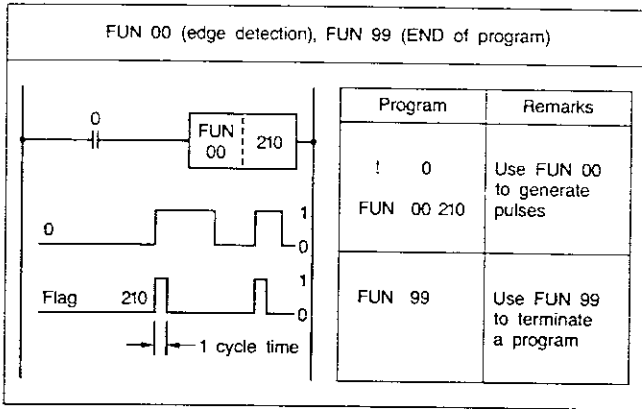 FUN 00 (edge detection), FUN 99 (END of program)
0
FUN 00 210
0
1
0
Flag 210
1
0
1 cycle time
Program Remarks
! 0
FUN 00 210
Use FUN 00
to generate
pulses
FUN 99
Use FUN 99
to terminate
a program